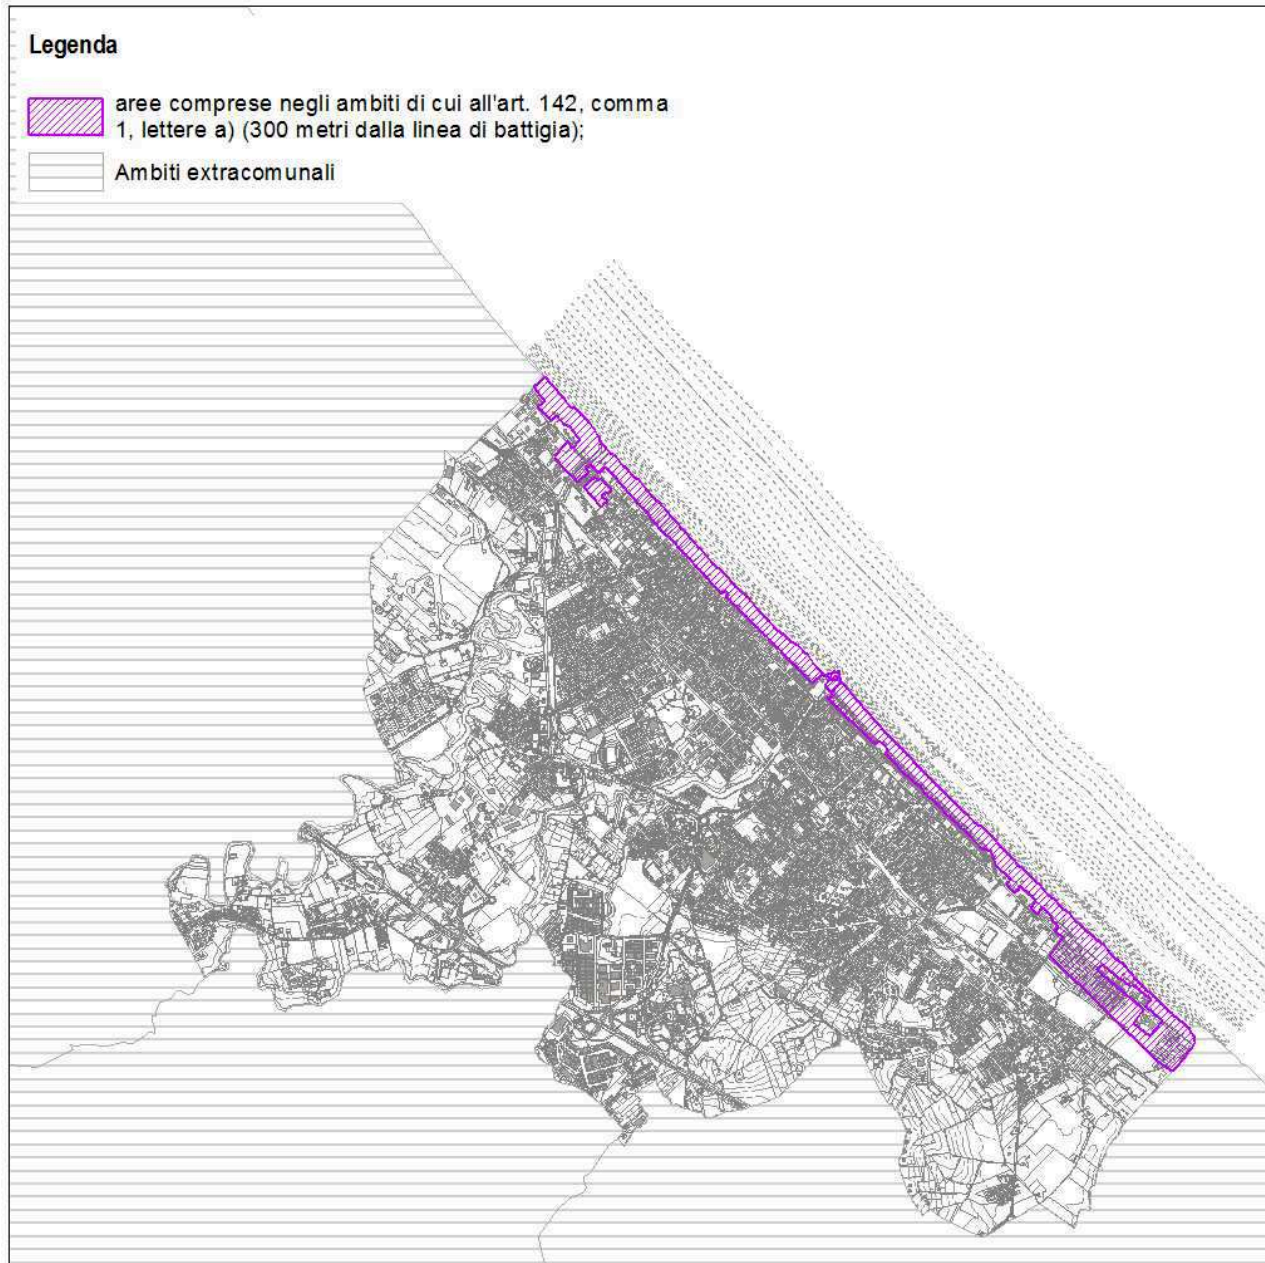 Legenda
aree comprese negli ambiti di cui all'art. 142, comma
1, lettere a) (300 metri dalla linea di battigia);
Ambiti extracomunali